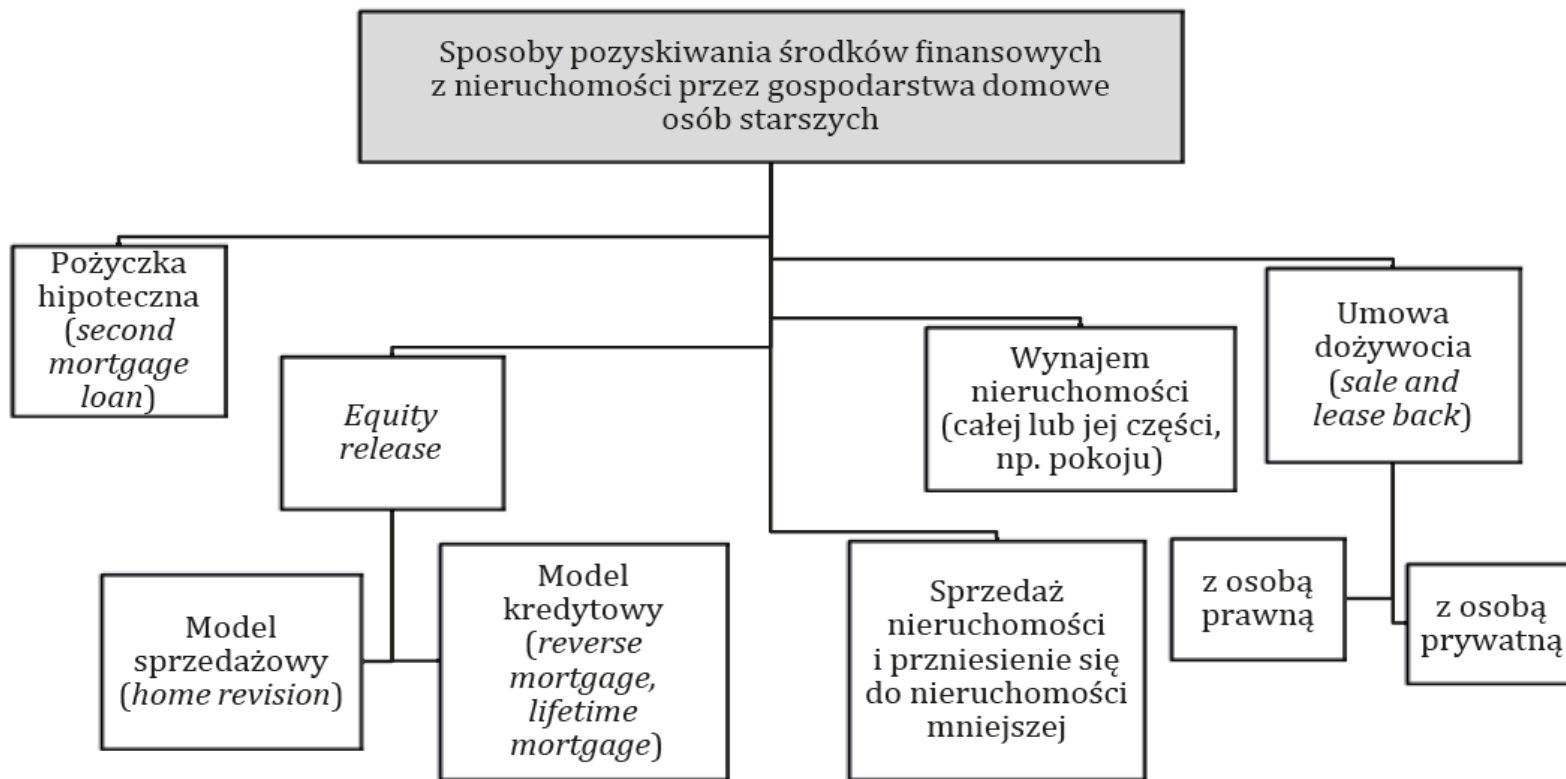 Sposoby pozyskiwania środków finansowych
z nieruchomości przez gospodarstwa domowe
osób starszych
Pożyczka
hipoteczna
(second
mortgage
loan)
Equity
release
Wynajem
nieruchomości
(całej lub jej części,
np. pokoju)
Umowa
dożywocia
(sale and
lease back)
Model
sprzedażowy
(home revision)
Model
kredytowy
(reverse
mortgage,
lifetime
mortgage)
Sprzedaż
nieruchomości
i przniesienie się
do nieruchomości
mniejszej
z osobą
prawną
z osobą
prywatną